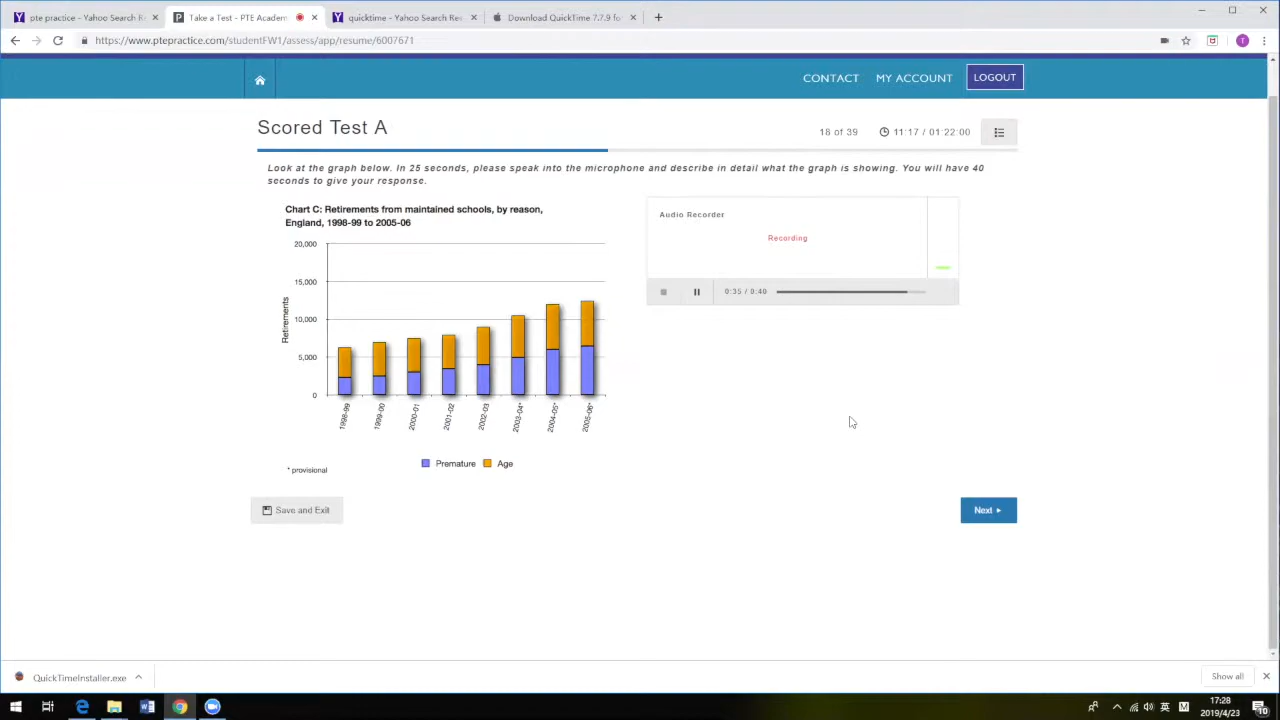 pte practice - Yahoo Search Re
Take a Test - PTE Academ
quicktime - Yahoo Search Res
Download QuickTime 7.7.9 fo
https://www.ptepractice.com/studentFW1/assess/app/resume/6007671
T
CONTACT
MY ACCOUNT
LOGOUT
Scored Test A
18 of 39
11:17 / 01:22:00
Look at the graph below. In 25 seconds, please speak into the microphone and describe in detail what the graph is showing. You will have 40
seconds to give your response.
Chart C: Retirements from maintained schools, by reason,
England, 1998-99 to 2005-06
20,000
15,000
10,000
5,000
0
Retirements
1998-99
1999-00
2000-01
2001-02
2002-03
2003-04*
2004-05*
2005-06*
Premature
Age
* provisional
Audio Recorder
Recording
0:35 / 0:40
Save and Exit
Next
QuickTimeInstaller.exe
Show all
英
M
17:28
2019/4/23
10